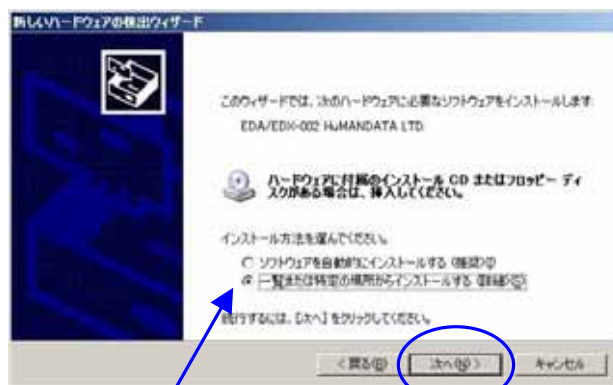 新しいハードウェアの検出ウィザード
このウィザードでは、次のハードウェアに必要なソフトウェアをインストールします:
EDA/EDX-002 HuMANDATA LTD
ハードウェアに付属のインストール CD またはフロッピー ディ
スクがある場合は、挿入してください。
インストール方法を選んでください。
ソフトウェアを自動的にインストールする (推奨)(I)
一覧または特定の場所からインストールする (詳細)(S)
続行するには、[次へ] をクリックしてください。
< 戻る(B)
次へ(N) >
キャンセル